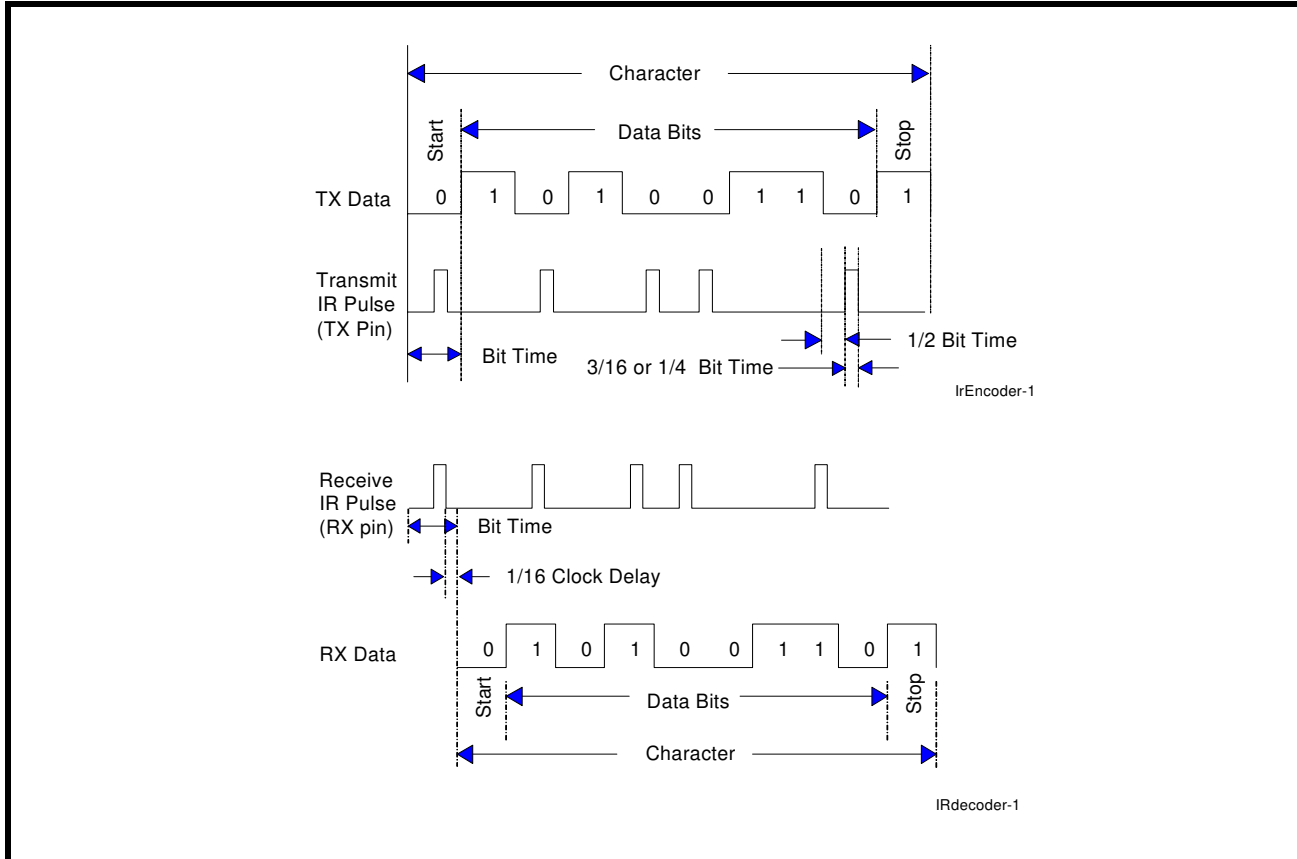 Character
Start
Data Bits
Stop
TX Data
0 1 0 1 0 0 1 1 0 1
Transmit
IR Pulse
(TX Pin)
Bit Time
1/2 Bit Time
3/16 or 1/4 Bit Time
IrEncoder-1
Receive
IR Pulse
(RX pin)
Bit Time
1/16 Clock Delay
RX Data
0 1 0 1 0 0 1 1 0 1
Start
Data Bits
Stop
Character
IRdecoder-1